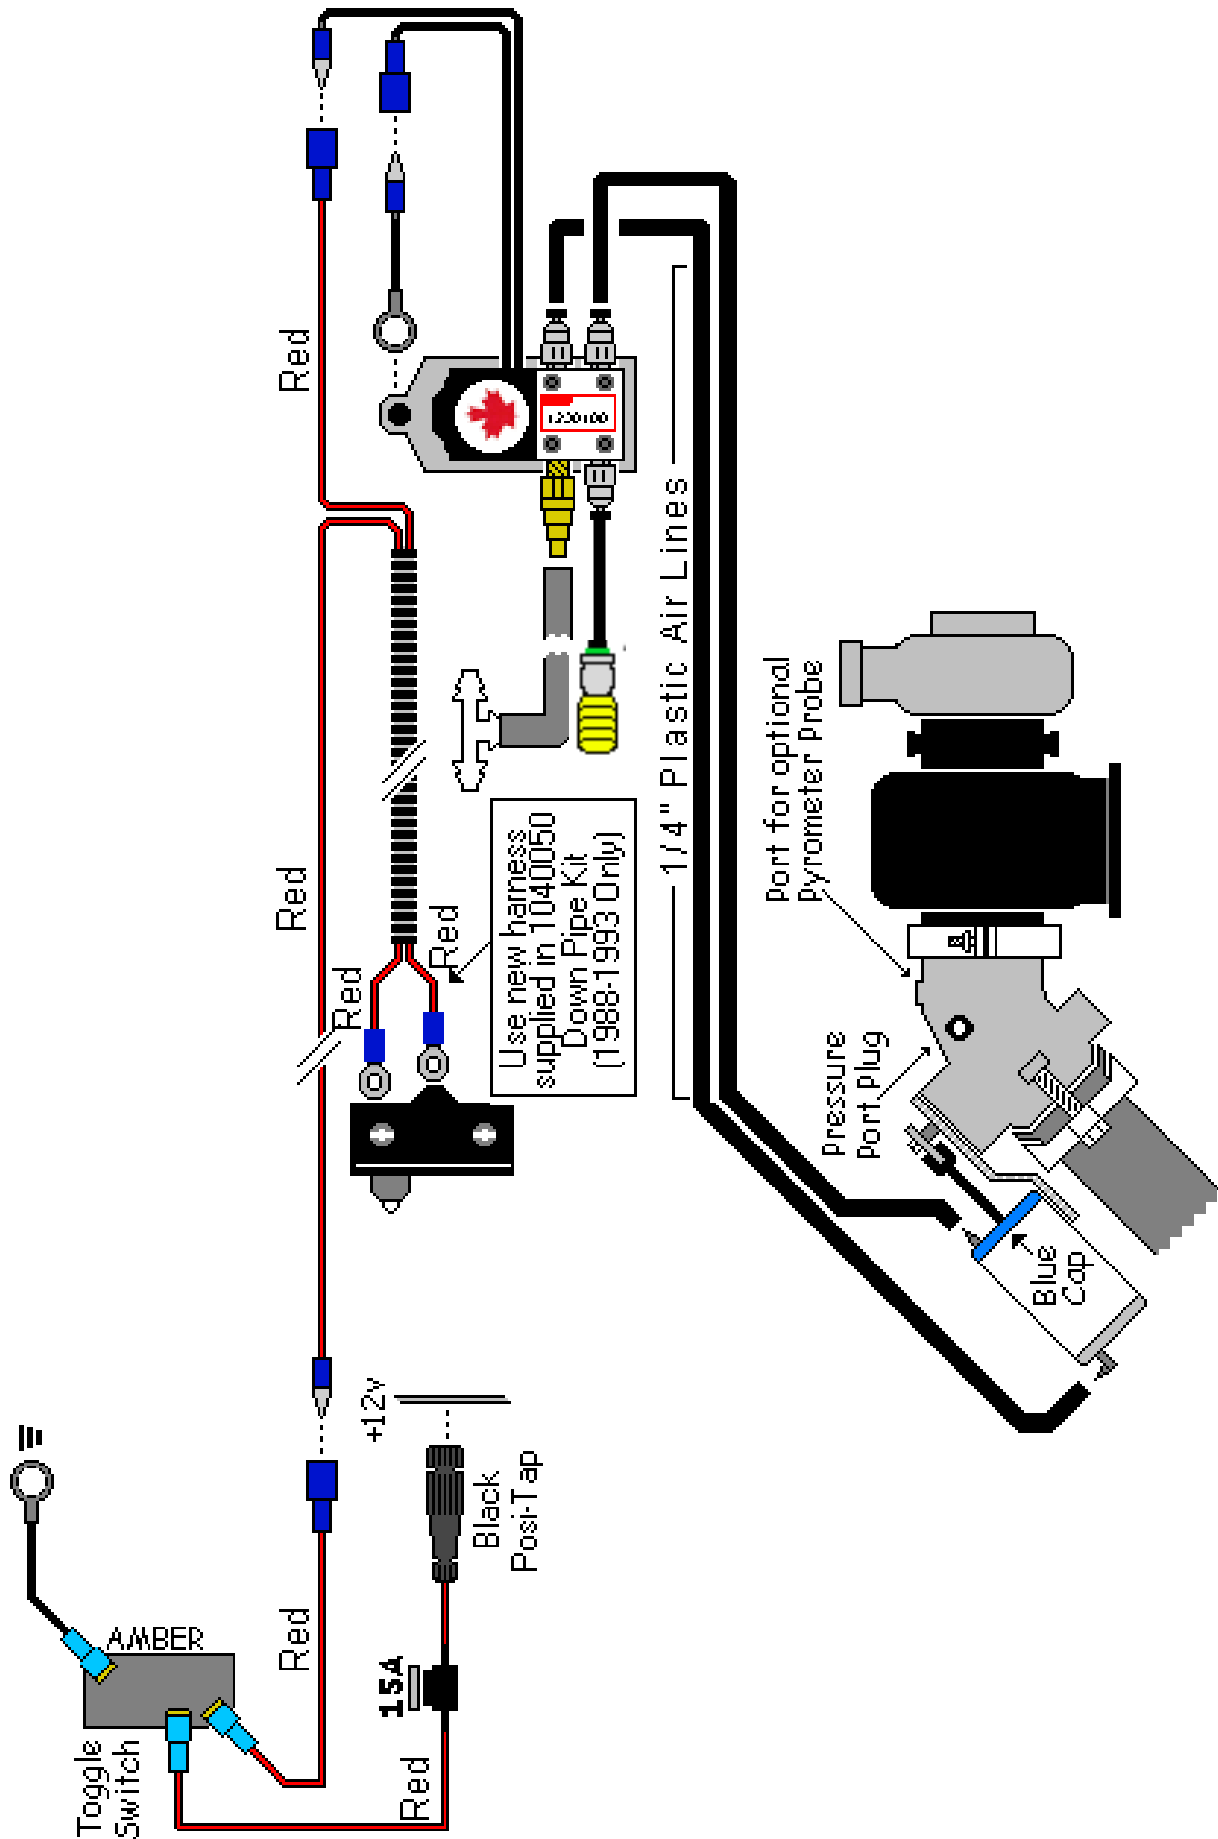 Toggle
Switch
AMBER
Red
15A
Red
Black
Posi-Tap
+12v
Red
Red
Red
Red
Use new harness
supplied in 1040050
Down Pipe Kit
(1988-1993 Only)
1/4" Plastic Air Lines
Port for optional
Pyrometer Probe
Pressure
Port Plug
Blue
Cap